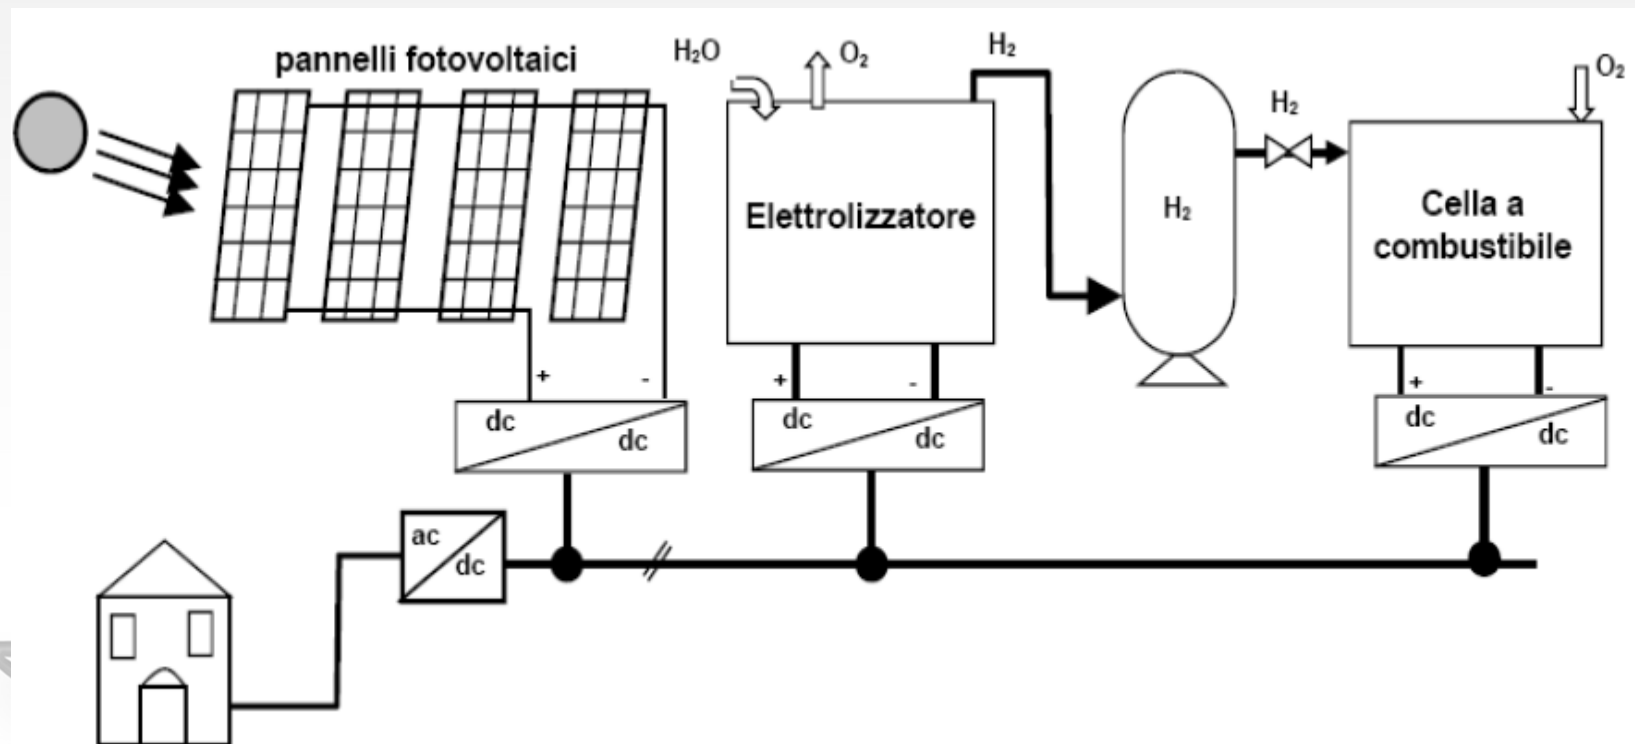 pannelli fotovoltaici
H₂O
O₂
H₂
H₂
O₂
Elettrolizzatore
H₂
Cella a
combustibile
+
-
+
-
+
-
dc
dc
dc
dc
dc
dc
ac
dc